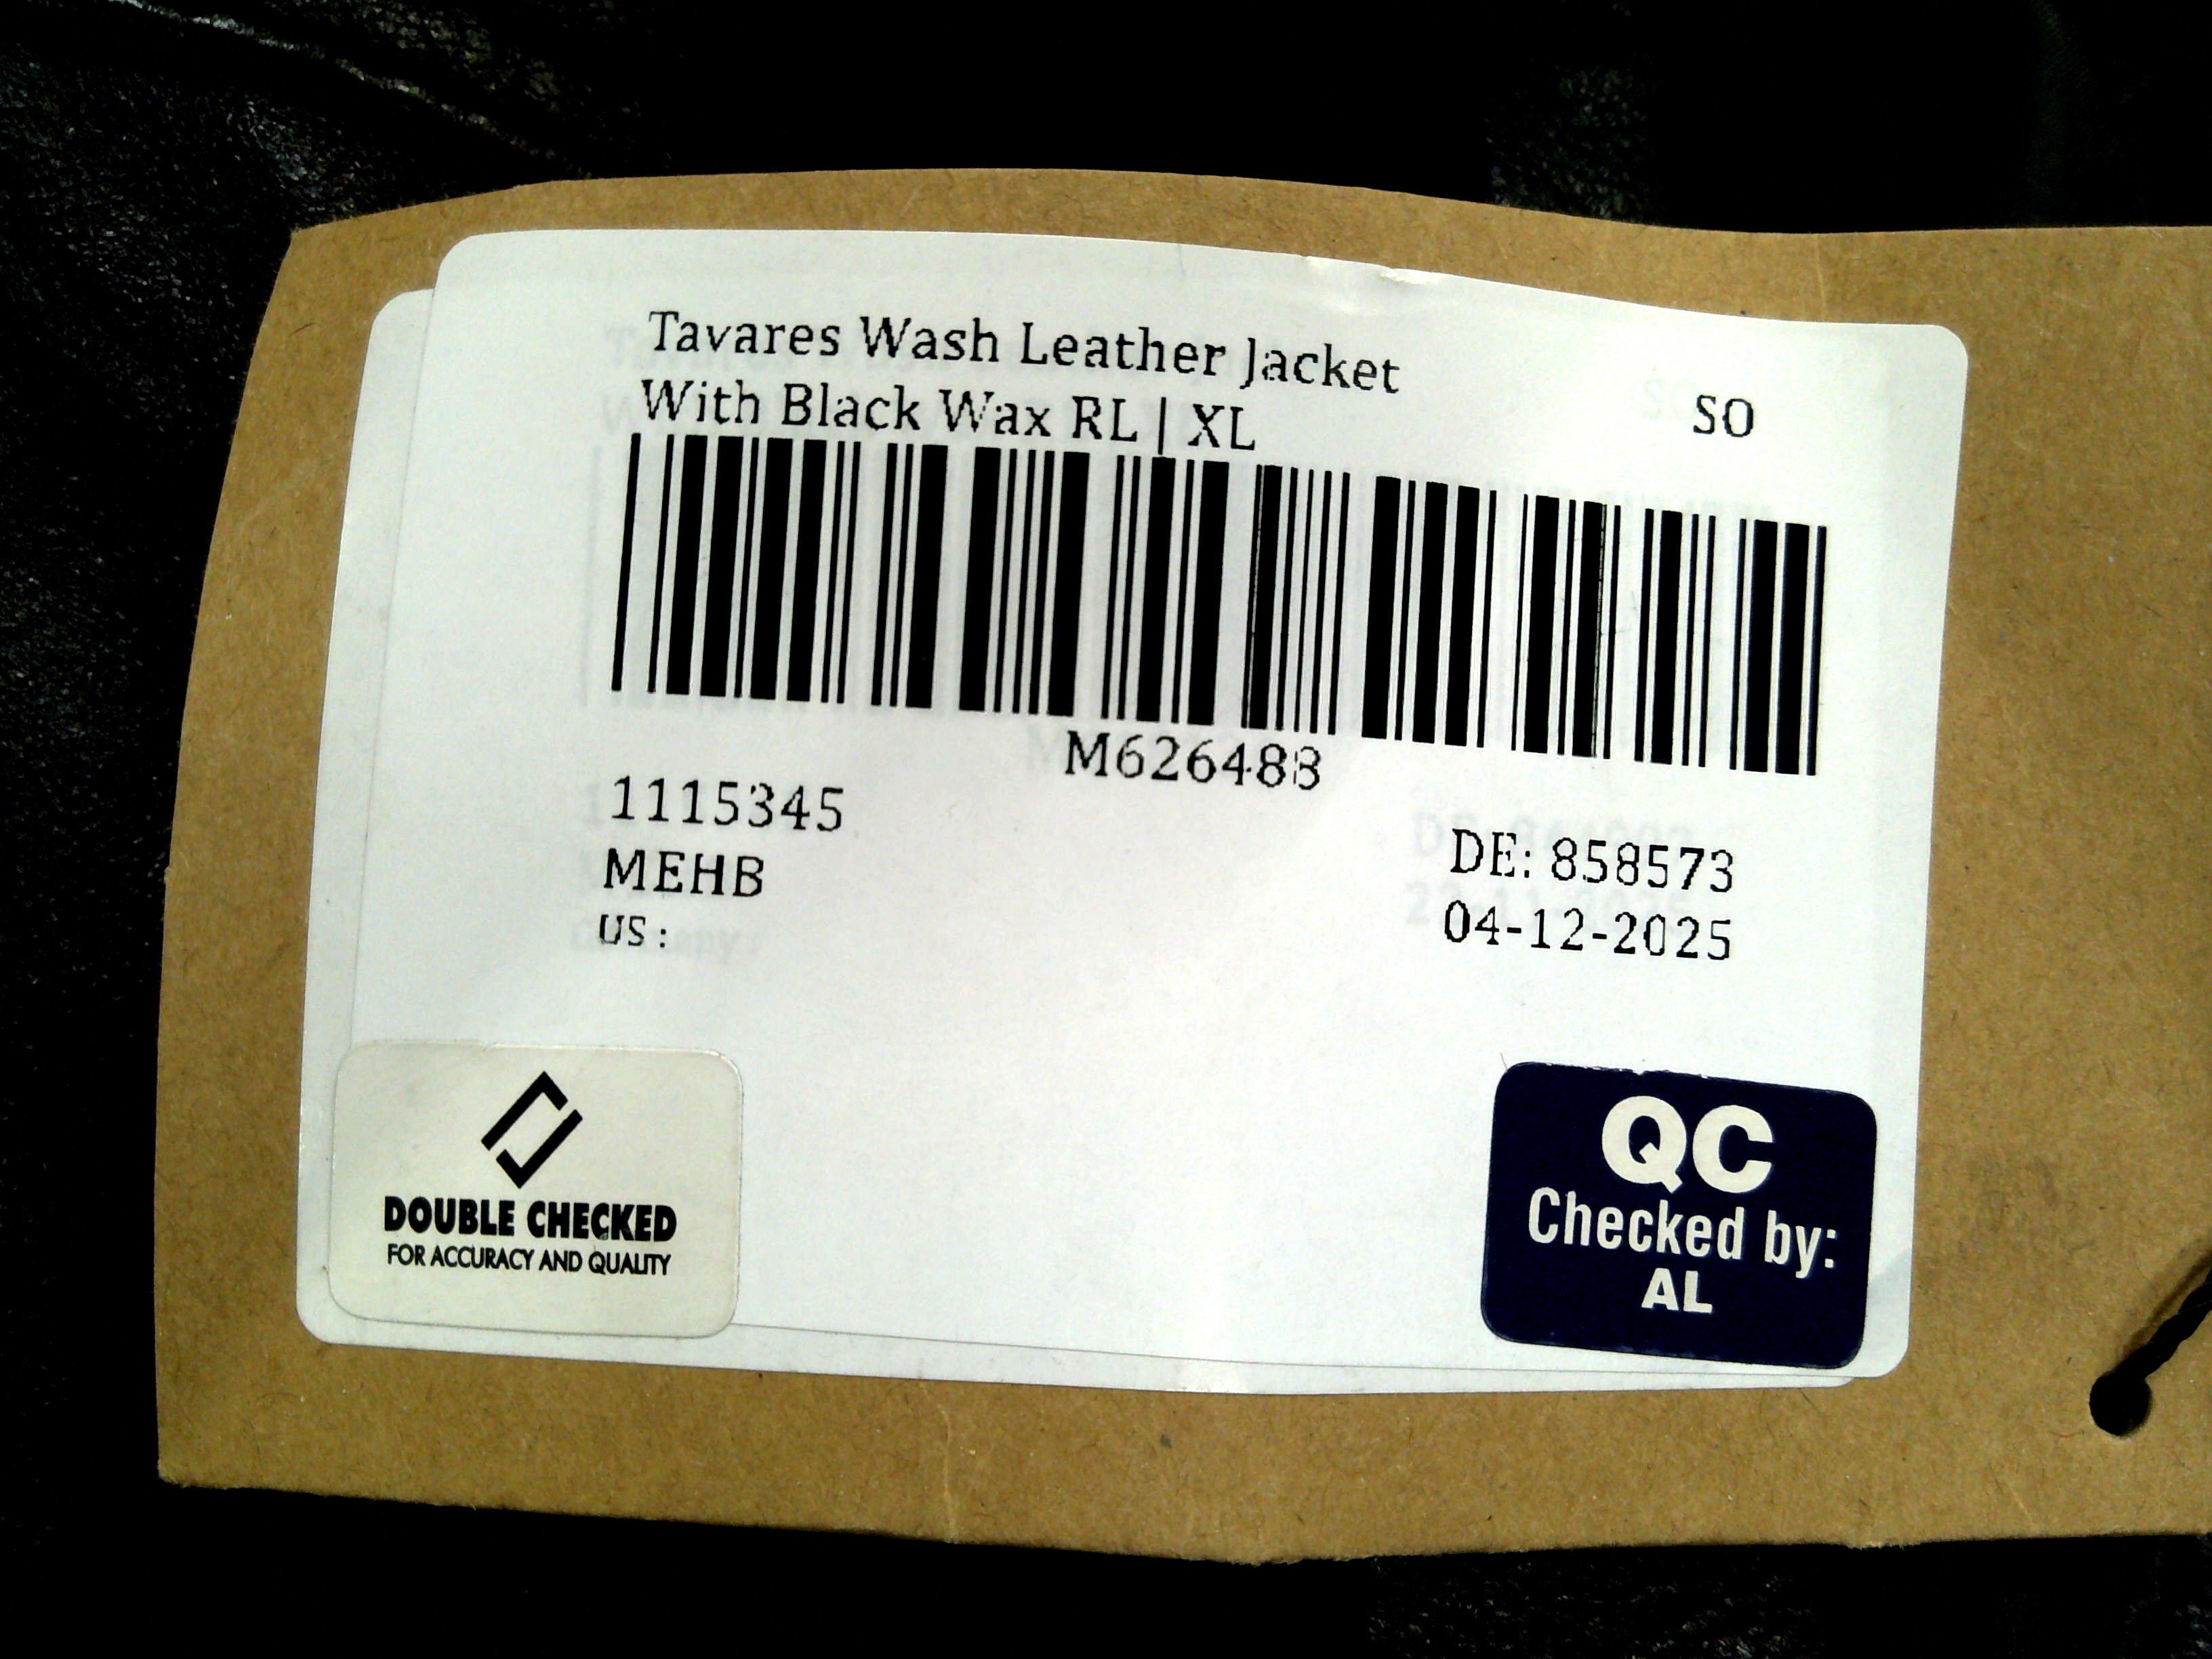 Tavares Wash Leather Jacket
With Black Wax RL | XL
SO
M626488
1115345
MEHB
US :
DE: 858573
04-12-2025
DOUBLE CHECKED
FOR ACCURACY AND QUALITY
QC
Checked by:
AL